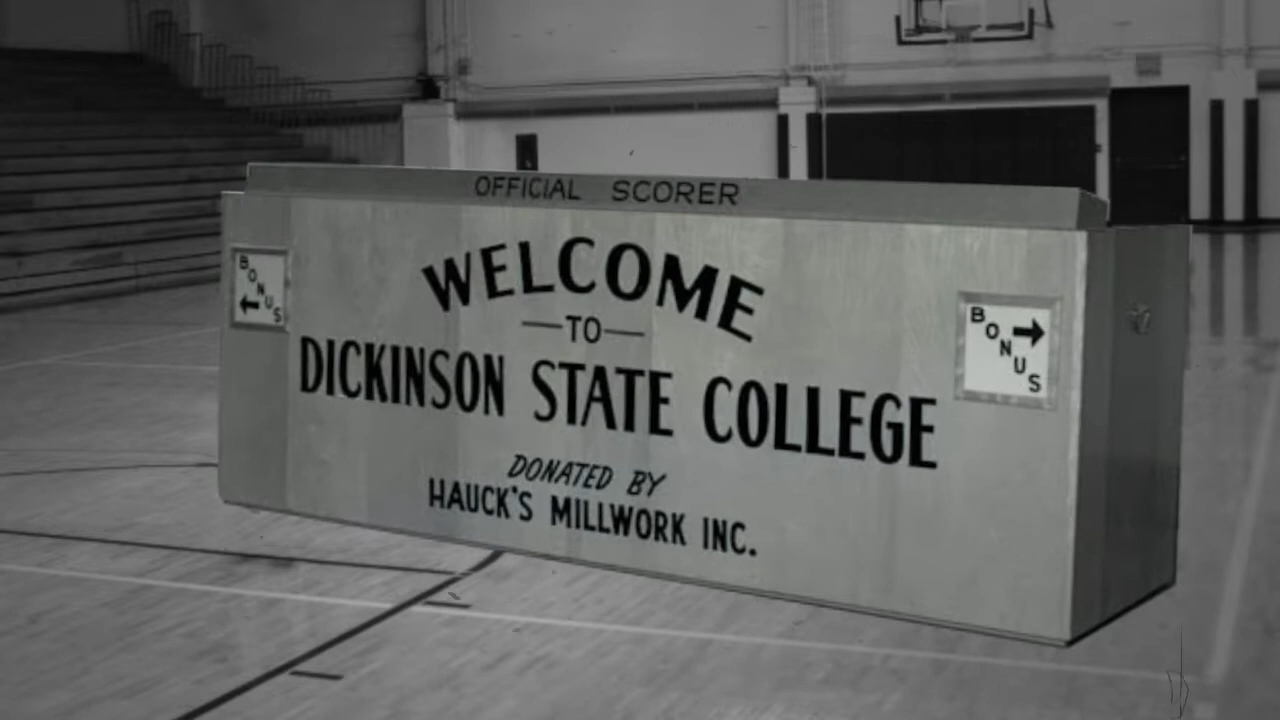 OFFICIAL SCORER
WELCOME
—TO—
DICKINSON STATE COLLEGE
DONATED BY
HAUCK'S MILLWORK INC.
BONUS ←
BONUS →